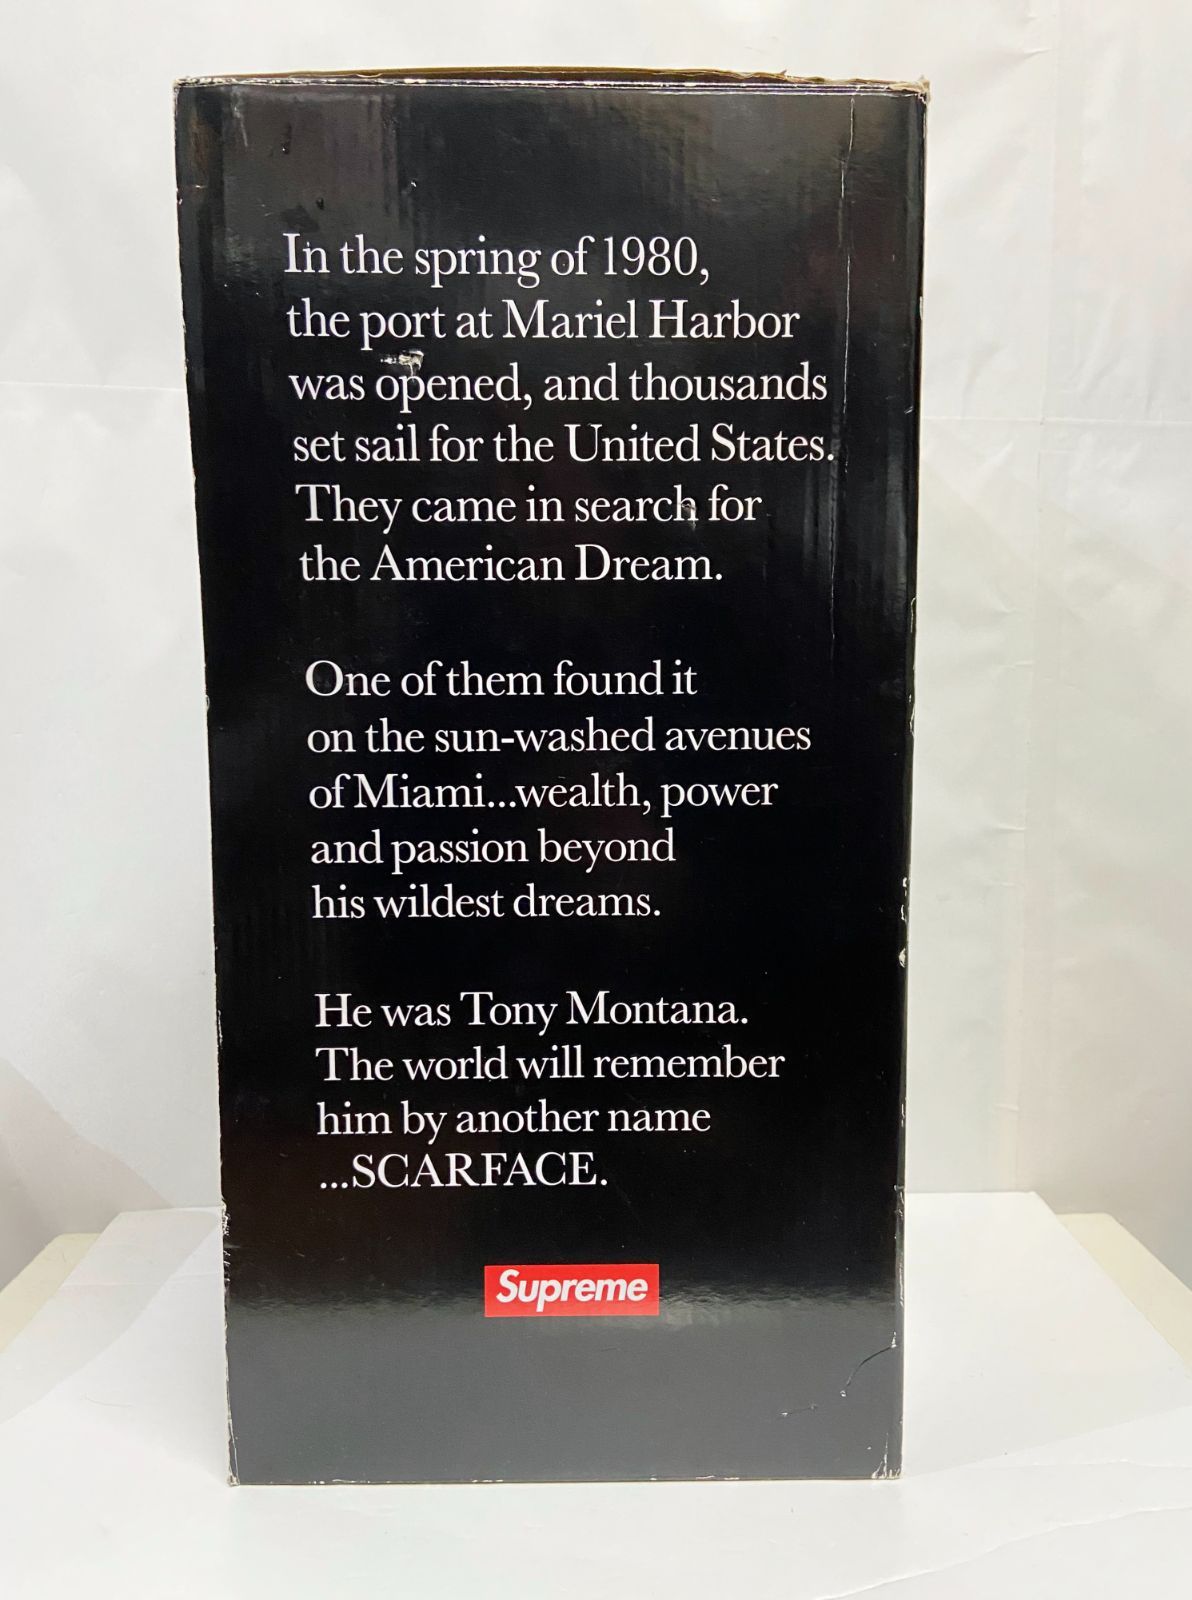 In the spring of 1980,
the port at Mariel Harbor
was opened, and thousands
set sail for the United States.
They came in search for
the American Dream.
One of them found it
on the sun-washed avenues
of Miami...wealth, power
and passion beyond
his wildest dreams.
He was Tony Montana.
The world will remember
him by another name
...SCARFACE.
Supreme